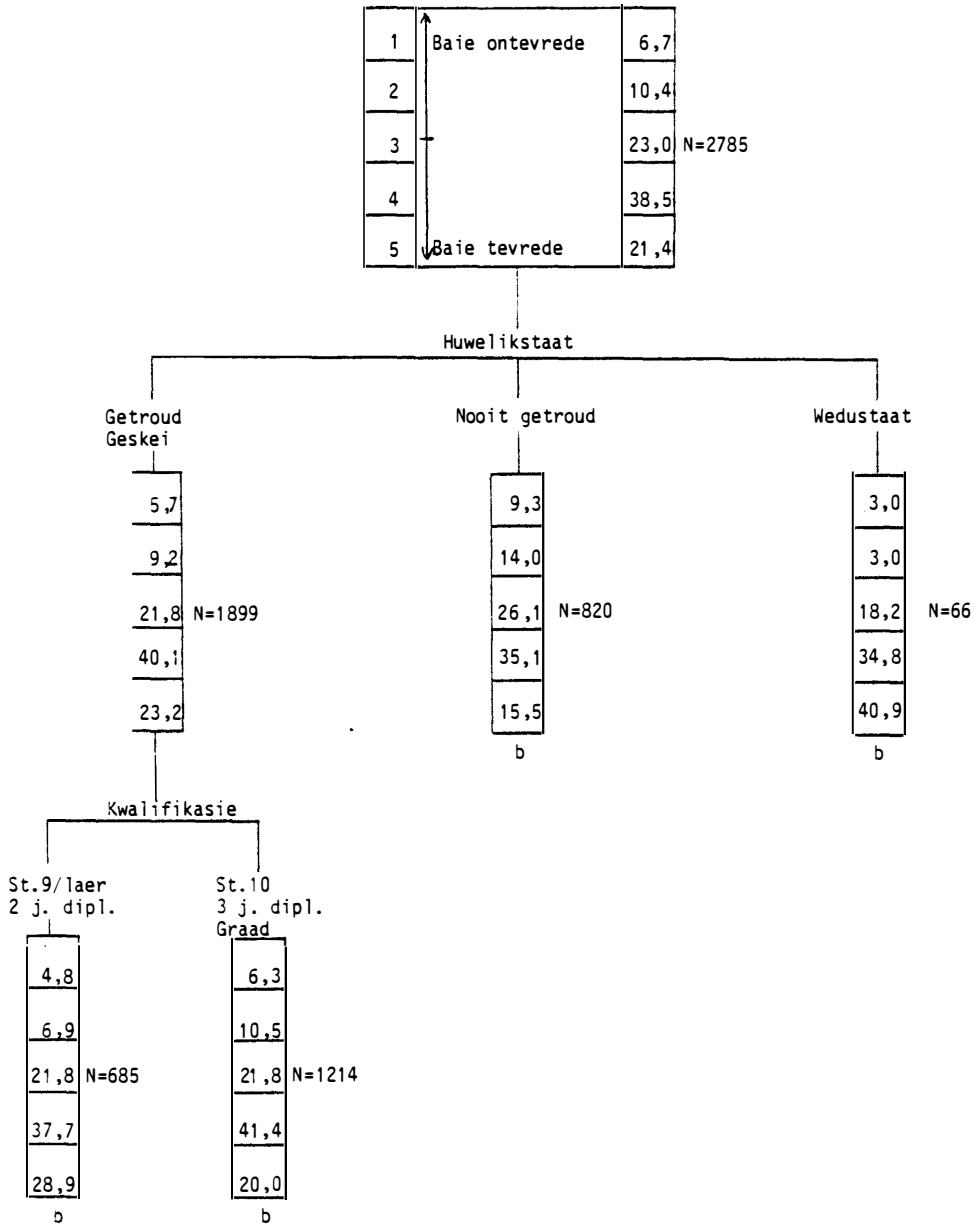 1 Baie ontevrede 6,7
2 10,4
3 23,0 N=2785
4 38,5
5 Baie tevrede 21,4
Huwelikstaat
Getroud Nooit getroud Wedustaat
Geskei
5,7 9,3 3,0
9,2 14,0 3,0
21,8 N=1899 26,1 N=820 18,2 N=66
40,1 35,1 34,8
23,2 15,5 40,9
b b
Kwalifikasie
St.9/laer St.10
2 j. dipl. 3 j. dipl.
Graad
4,8 6,3
6,9 10,5
21,8 N=685 21,8 N=1214
37,7 41,4
28,9 20,0
b b